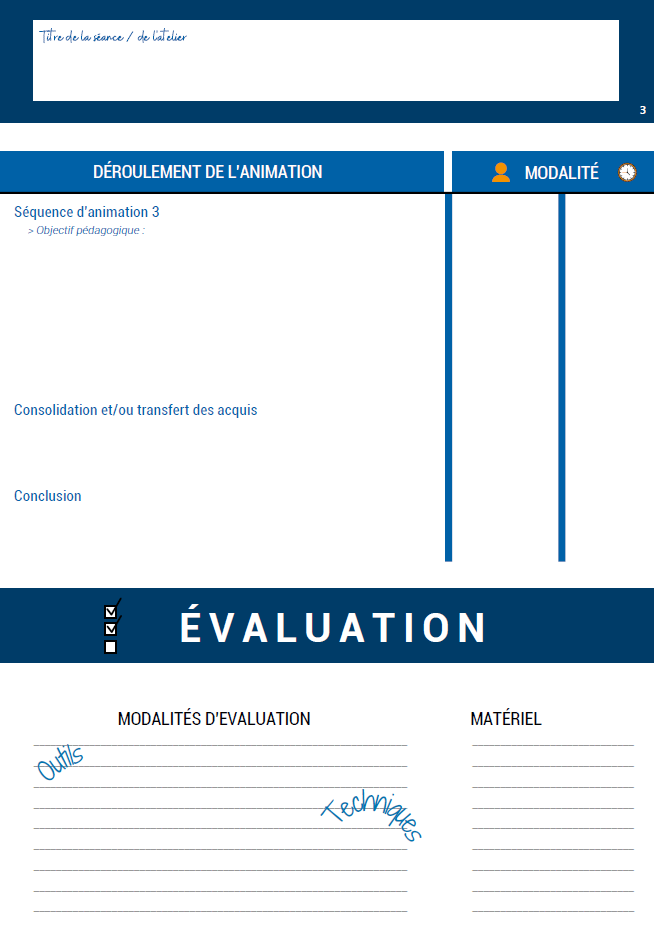 Titre de la séance / de l'atelier
3
DÉROULEMENT DE L'ANIMATION
MODALITÉ
Séquence d'animation 3
> Objectif pédagogique :
Consolidation et/ou transfert des acquis
Conclusion
ÉVALUATION
MODALITÉS D'EVALUATION
MATÉRIEL
Outils
Techniques